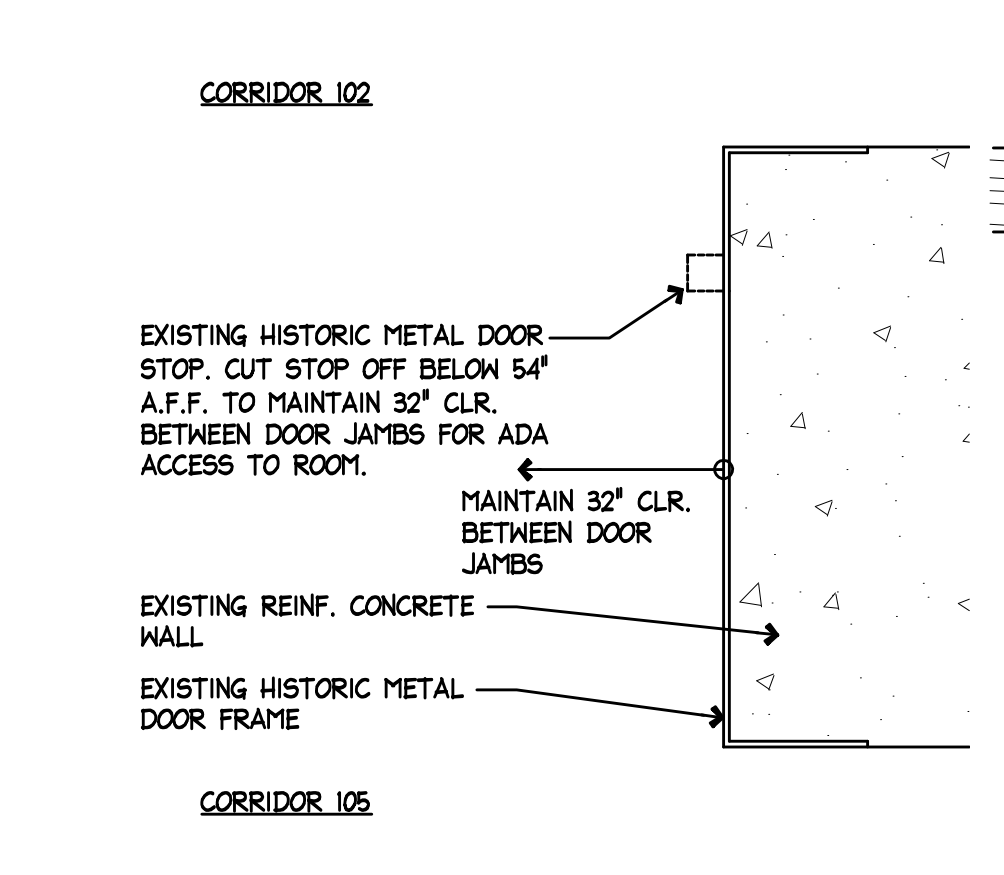 CORRIDOR 102
EXISTING HISTORIC METAL DOOR
STOP. CUT STOP OFF BELOW 54"
A.F.F. TO MAINTAIN 32" CLR.
BETWEEN DOOR JAMBS FOR ADA
ACCESS TO ROOM.
MAINTAIN 32" CLR.
BETWEEN DOOR
JAMBS
EXISTING REINF. CONCRETE
WALL
EXISTING HISTORIC METAL
DOOR FRAME
CORRIDOR 105